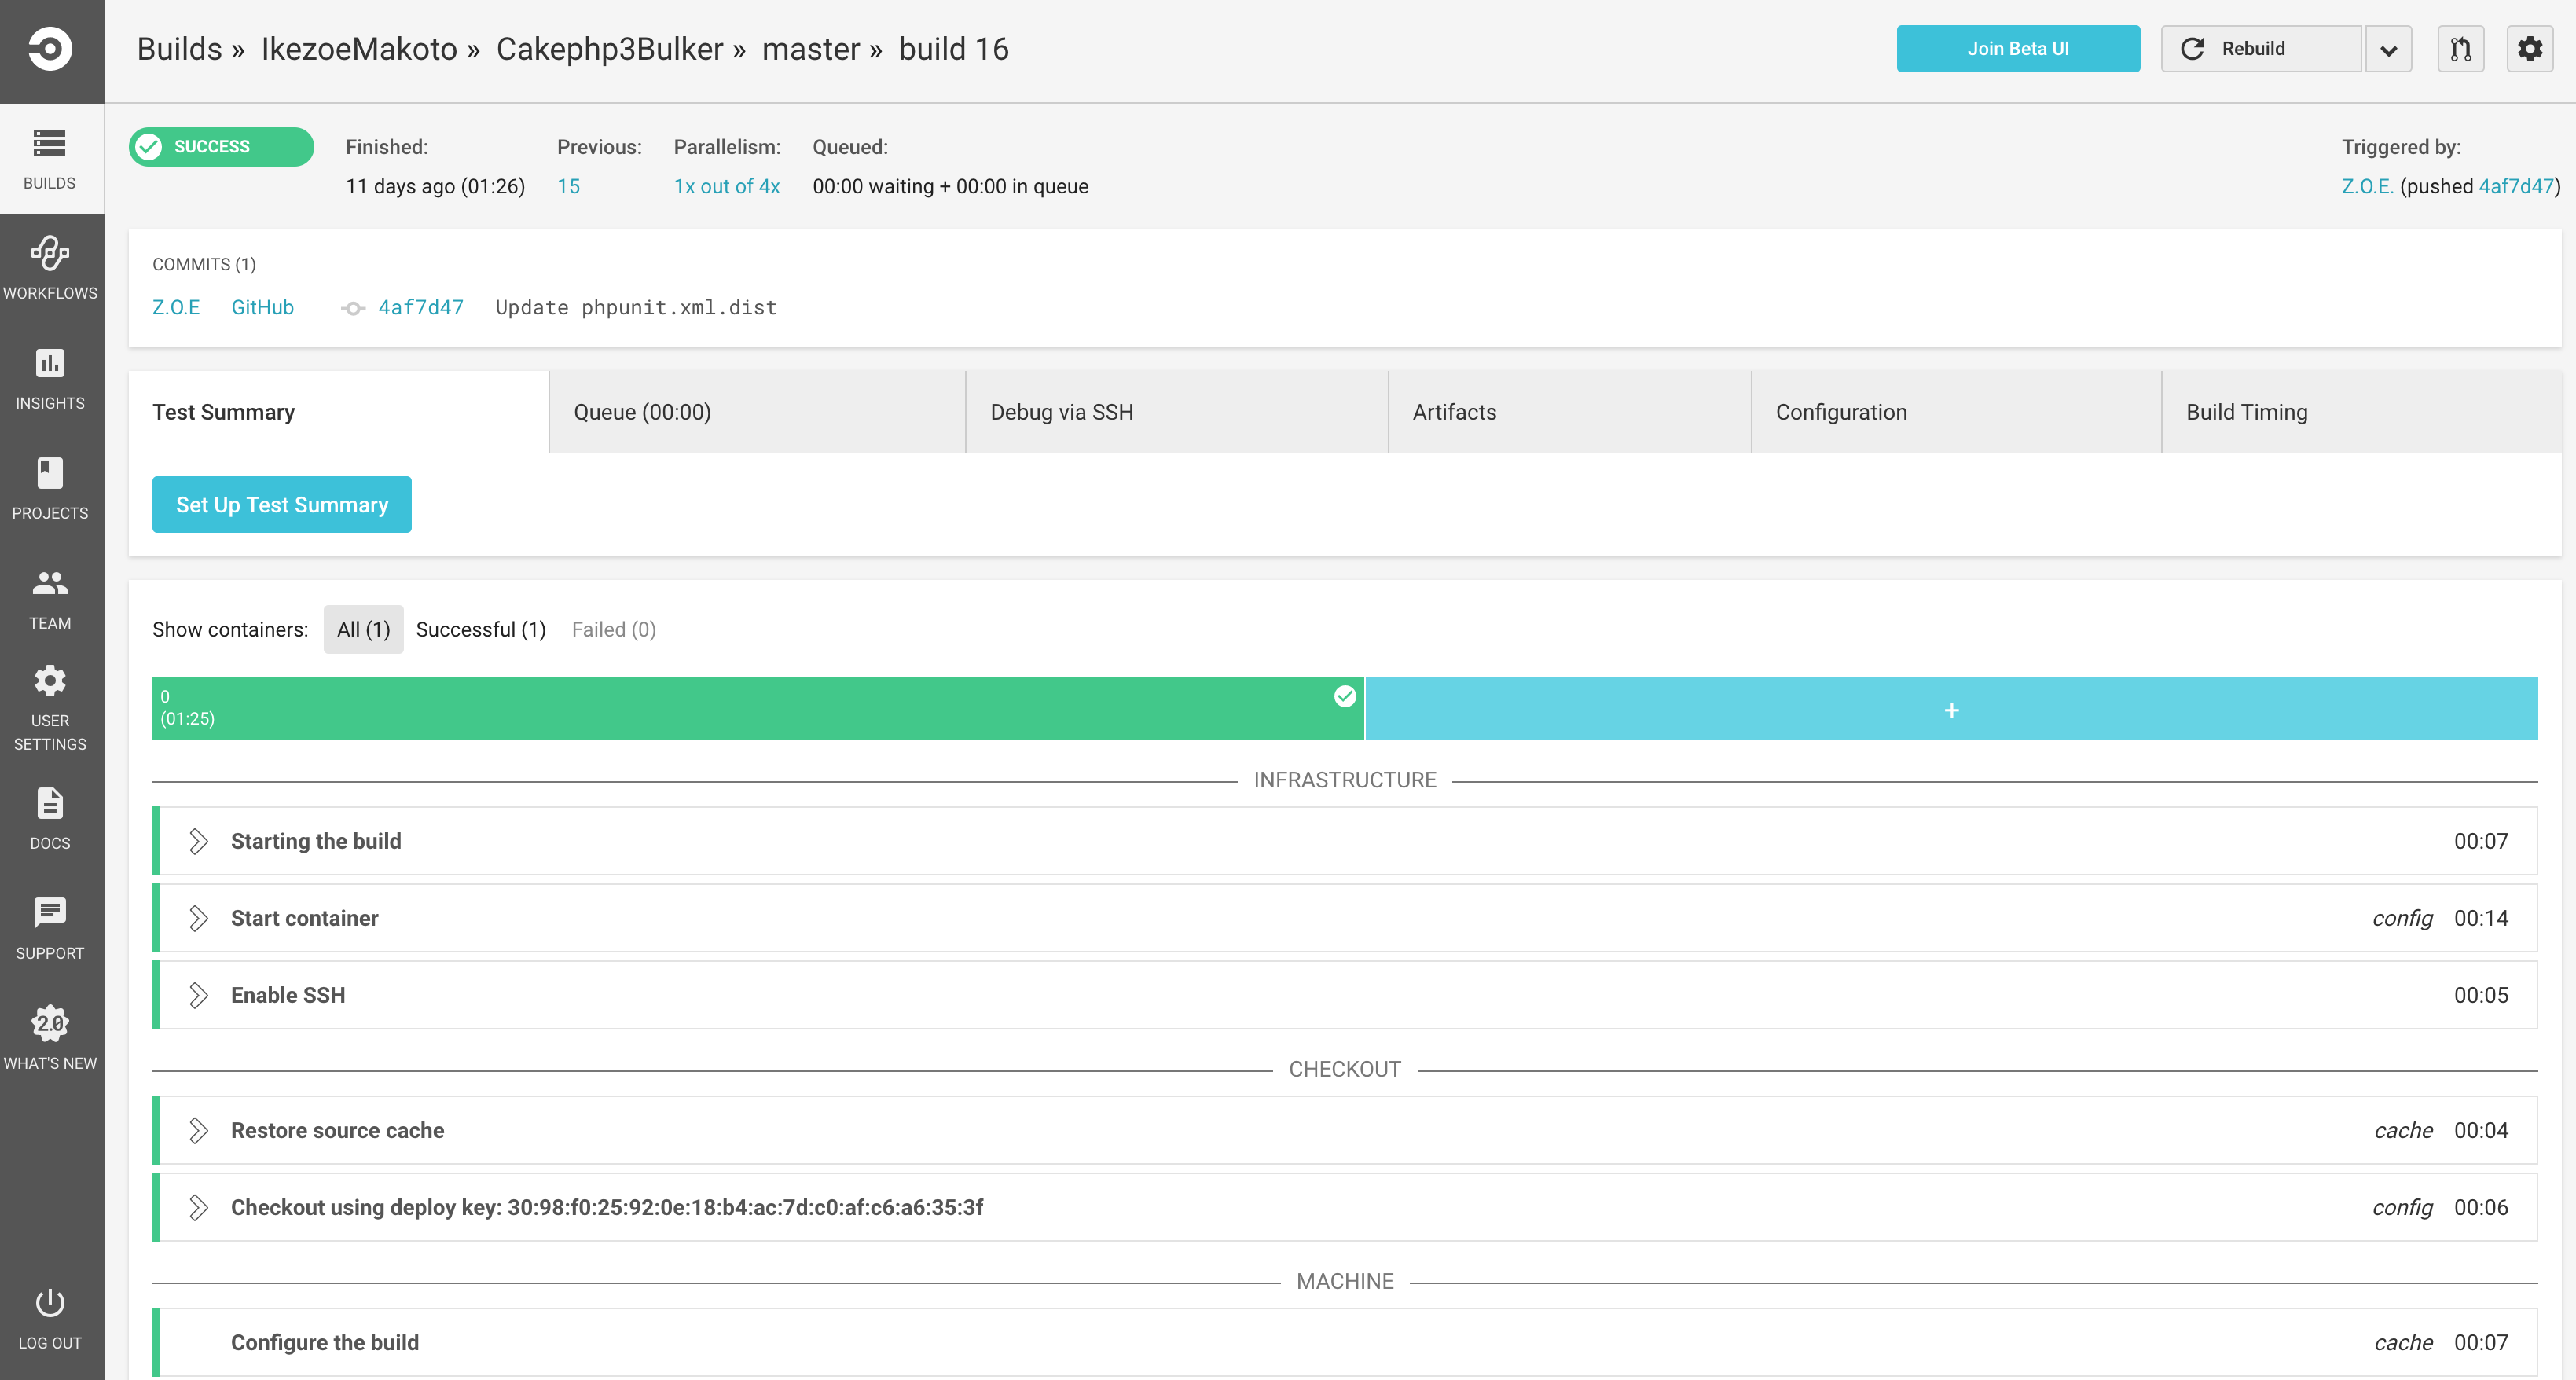 Builds » IkezoeMakoto » Cakephp3Bulker » master » build 16
Join Beta UI
Rebuild
BUILDS
WORKFLOWS
INSIGHTS
PROJECTS
TEAM
USER
SETTINGS
DOCS
SUPPORT
2.0
WHAT'S NEW
LOG OUT
SUCCESS
Finished:
11 days ago (01:26)
Previous:
15
Parallelism:
1x out of 4x
Queued:
00:00 waiting + 00:00 in queue
Triggered by:
Z.O.E. (pushed 4af7d47)
COMMITS (1)
Z.O.E GitHub 4af7d47 Update phpunit.xml.dist
Test Summary
Queue (00:00)
Debug via SSH
Artifacts
Configuration
Build Timing
Set Up Test Summary
Show containers: All (1) Successful (1) Failed (0)
0
(01:25)
+
INFRASTRUCTURE
Starting the build 00:07
Start container config 00:14
Enable SSH 00:05
CHECKOUT
Restore source cache cache 00:04
Checkout using deploy key: 30:98:f0:25:92:0e:18:b4:ac:7d:c0:af:c6:a6:35:3f config 00:06
MACHINE
Configure the build cache 00:07